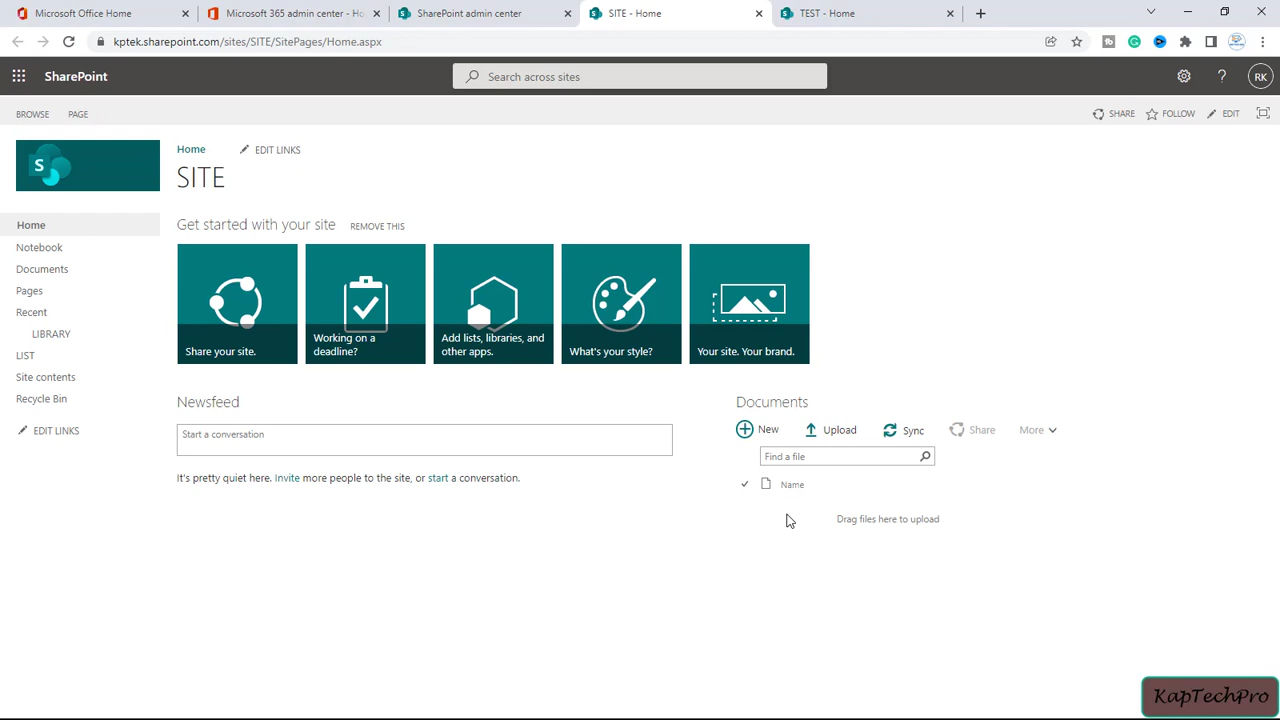 Microsoft Office Home
Microsoft 365 admin center - Ho
SharePoint admin center
SITE - Home
TEST - Home
kptek.sharepoint.com/sites/SITE/SitePages/Home.aspx
SharePoint
Search across sites
RK
BROWSE
PAGE
SHARE
FOLLOW
EDIT
S
Home
EDIT LINKS
SITE
Home
Notebook
Documents
Pages
Recent
LIBRARY
LIST
Site contents
Recycle Bin
EDIT LINKS
Get started with your site
REMOVE THIS
Share your site.
Working on a
deadline?
Add lists, libraries, and
other apps.
What's your style?
Your site. Your brand.
Newsfeed
Start a conversation
It's pretty quiet here. Invite more people to the site, or start a conversation.
Documents
New
Upload
Sync
Share
More
Find a file
Name
Drag files here to upload
KapTechPro